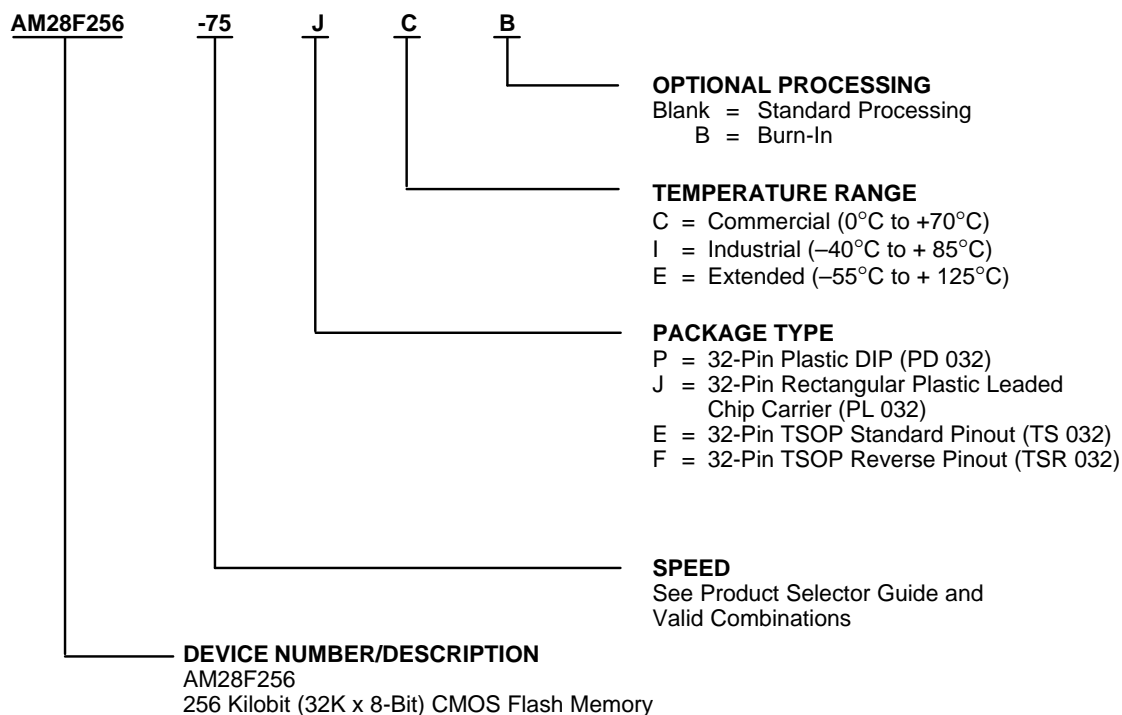 AM28F256 -75 J C B
OPTIONAL PROCESSING
Blank = Standard Processing
B = Burn-In
TEMPERATURE RANGE
C = Commercial (0°C to +70°C)
I = Industrial (–40°C to + 85°C)
E = Extended (–55°C to + 125°C)
PACKAGE TYPE
P = 32-Pin Plastic DIP (PD 032)
J = 32-Pin Rectangular Plastic Leaded
Chip Carrier (PL 032)
E = 32-Pin TSOP Standard Pinout (TS 032)
F = 32-Pin TSOP Reverse Pinout (TSR 032)
SPEED
See Product Selector Guide and
Valid Combinations
DEVICE NUMBER/DESCRIPTION
AM28F256
256 Kilobit (32K x 8-Bit) CMOS Flash Memory